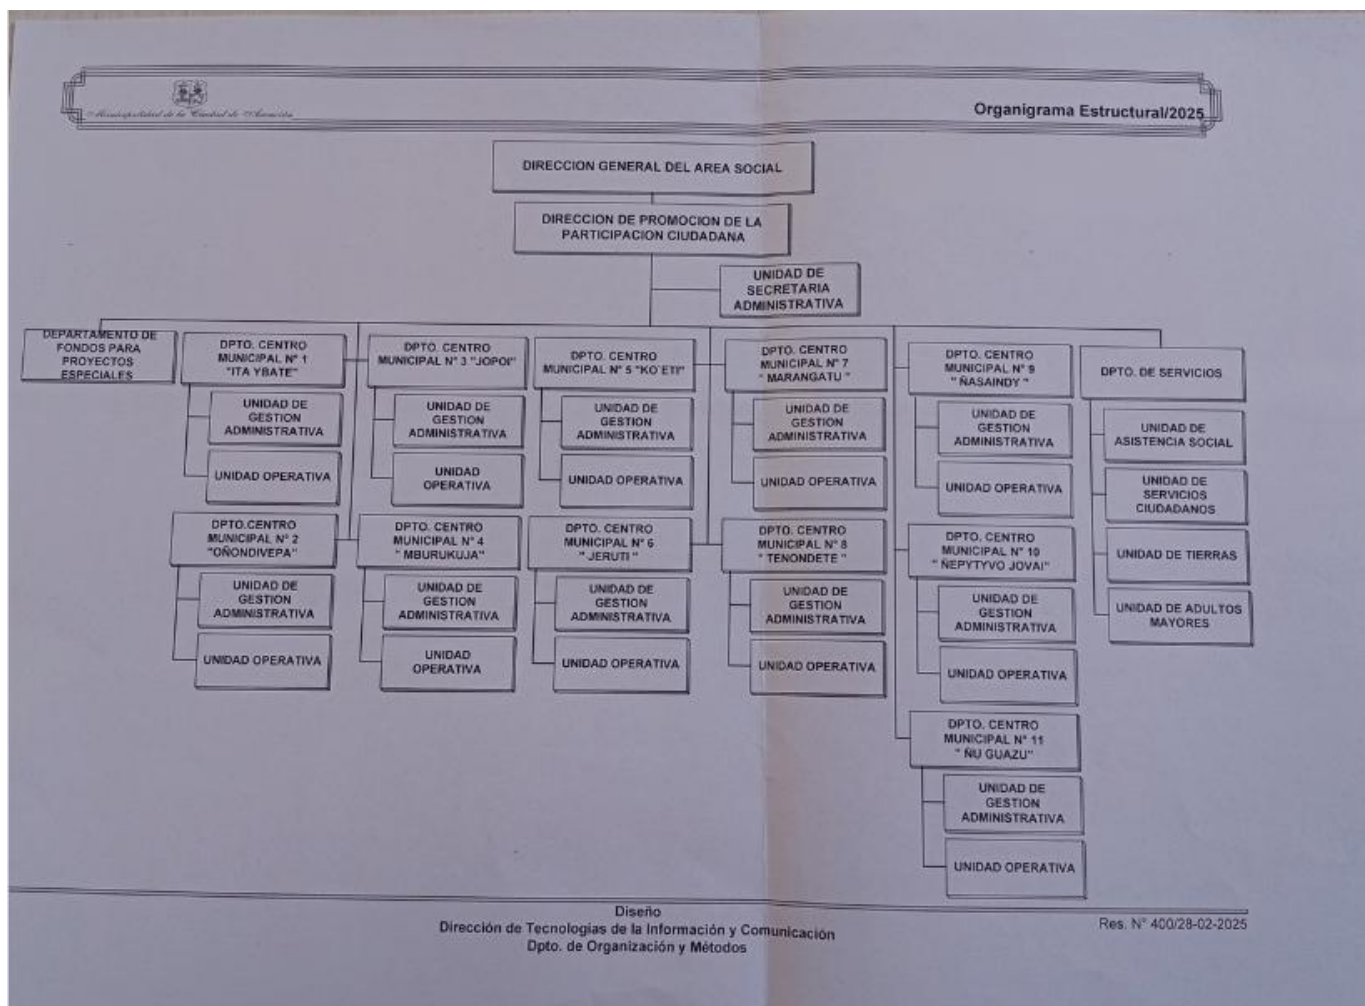 Municipalidad de la Ciudad de Asunción
Organigrama Estructural/2025
DIRECCION GENERAL DEL AREA SOCIAL
DIRECCION DE PROMOCION DE LA
PARTICIPACION CIUDADANA
UNIDAD DE
SECRETARIA
ADMINISTRATIVA
DEPARTAMENTO DE
FONDOS PARA
PROYECTOS
ESPECIALES
DPTO. CENTRO
MUNICIPAL N° 1
"ITA YBATE"
UNIDAD DE
GESTION
ADMINISTRATIVA
UNIDAD OPERATIVA
DPTO.CENTRO
MUNICIPAL N° 2
"OÑONDIVEPA"
UNIDAD DE
GESTION
ADMINISTRATIVA
UNIDAD OPERATIVA
DPTO. CENTRO
MUNICIPAL N° 3 "JOPOI"
UNIDAD DE
GESTION
ADMINISTRATIVA
UNIDAD
OPERATIVA
DPTO. CENTRO
MUNICIPAL N° 4
" MBURUKUJA"
UNIDAD DE
GESTION
ADMINISTRATIVA
UNIDAD
OPERATIVA
DPTO. CENTRO
MUNICIPAL N° 5 "KO´ETI"
UNIDAD DE
GESTION
ADMINISTRATIVA
UNIDAD OPERATIVA
DPTO. CENTRO
MUNICIPAL N° 6
" JERUTI "
UNIDAD DE
GESTION
ADMINISTRATIVA
UNIDAD OPERATIVA
DPTO. CENTRO
MUNICIPAL N° 7
" MARANGATU "
UNIDAD DE
GESTION
ADMINISTRATIVA
UNIDAD OPERATIVA
DPTO. CENTRO
MUNICIPAL N° 8
" TENONDETE "
UNIDAD DE
GESTION
ADMINISTRATIVA
UNIDAD OPERATIVA
DPTO. CENTRO
MUNICIPAL N° 9
" ÑASAINDY "
UNIDAD DE
GESTION
ADMINISTRATIVA
UNIDAD OPERATIVA
DPTO. CENTRO
MUNICIPAL N° 10
" ÑEPYTYVO JOVAI"
UNIDAD DE
GESTION
ADMINISTRATIVA
UNIDAD OPERATIVA
DPTO. CENTRO
MUNICIPAL N° 11
" ÑU GUAZU"
UNIDAD DE
GESTION
ADMINISTRATIVA
UNIDAD OPERATIVA
DPTO. DE SERVICIOS
UNIDAD DE
ASISTENCIA SOCIAL
UNIDAD DE
SERVICIOS
CIUDADANOS
UNIDAD DE TIERRAS
UNIDAD DE ADULTOS
MAYORES
Diseño
Dirección de Tecnologías de la Información y Comunicación
Dpto. de Organización y Métodos
Res. N° 400/28-02-2025